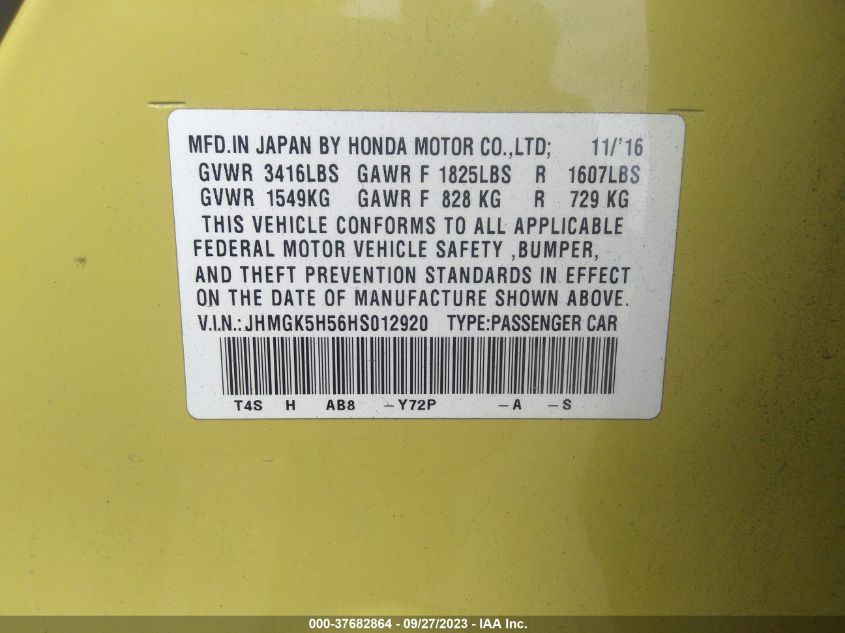 MFD.IN JAPAN BY HONDA MOTOR CO.,LTD; 11/'16
GVWR 3416LBS GAWR F 1825LBS R 1607LBS
GVWR 1549KG GAWR F 828 KG R 729 KG
THIS VEHICLE CONFORMS TO ALL APPLICABLE
FEDERAL MOTOR VEHICLE SAFETY ,BUMPER,
AND THEFT PREVENTION STANDARDS IN EFFECT
ON THE DATE OF MANUFACTURE SHOWN ABOVE.
V.I.N.:JHMGK5H56HS012920 TYPE:PASSENGER CAR
T4S H AB8 -Y72P -A -S
000-37682864 - 09/27/2023 - IAA Inc.